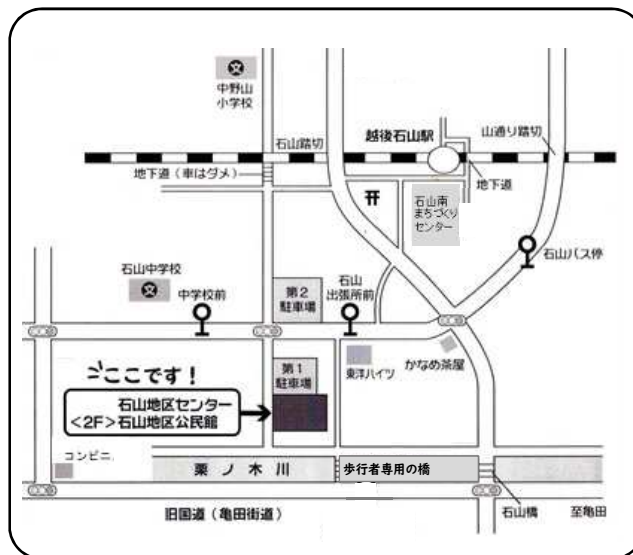 中野山
小学校
石山踏切
越後石山駅
山通り踏切
地下道（車はダメ）
地下道
石山南
まちづくり
センター
石山バス停
石山中学校
中学校前
第2
駐車場
石山
出張所前
ここです！
第1
駐車場
東洋ハイツ
かなめ茶屋
石山地区センター
<2F>石山地区公民館
コンビニ
栗ノ木川
歩行者専用の橋
旧国道（亀田街道）
石山橋
至亀田